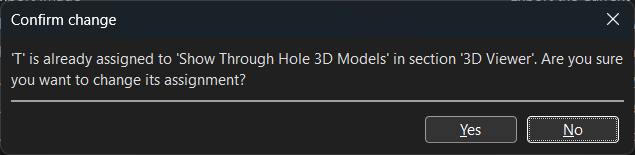 Confirm change
'T' is already assigned to 'Show Through Hole 3D Models' in section '3D Viewer'. Are you sure
you want to change its assignment?
Yes
No